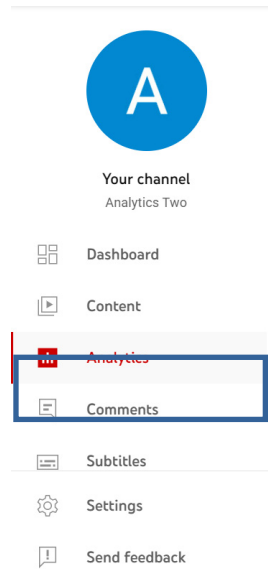 A
Your channel
Analytics Two
Dashboard
Content
Analytics
Comments
Subtitles
Settings
Send feedback